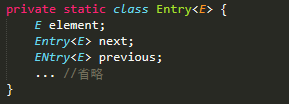 private static class Entry<E> {
    E element;
    Entry<E> next;
    ENtry<E> previous;
    ... //省略
}